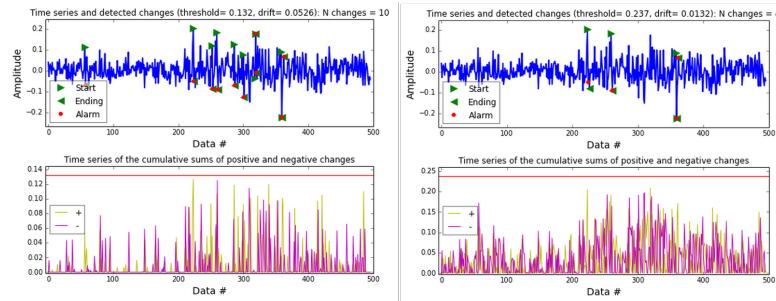 Time series and detected changes (threshold= 0.132, drift= 0.0526): N changes = 10
Amplitude
0.2
0.1
0.0
−0.1
−0.2
Start
Ending
Alarm
0 100 200 300 400 500
Data #
Time series of the cumulative sums of positive and negative changes
0.14
0.12
0.10
0.08
0.06
0.04
0.02
0.00
+
-
0 100 200 300 400 500
Data #
Time series and detected changes (threshold= 0.237, drift= 0.0132): N changes =
Amplitude
0.2
0.1
0.0
−0.1
−0.2
Start
Ending
Alarm
0 100 200 300 400 500
Data #
Time series of the cumulative sums of positive and negative changes
0.25
0.20
0.15
0.10
0.05
0.00
+
-
0 100 200 300 400 500
Data #